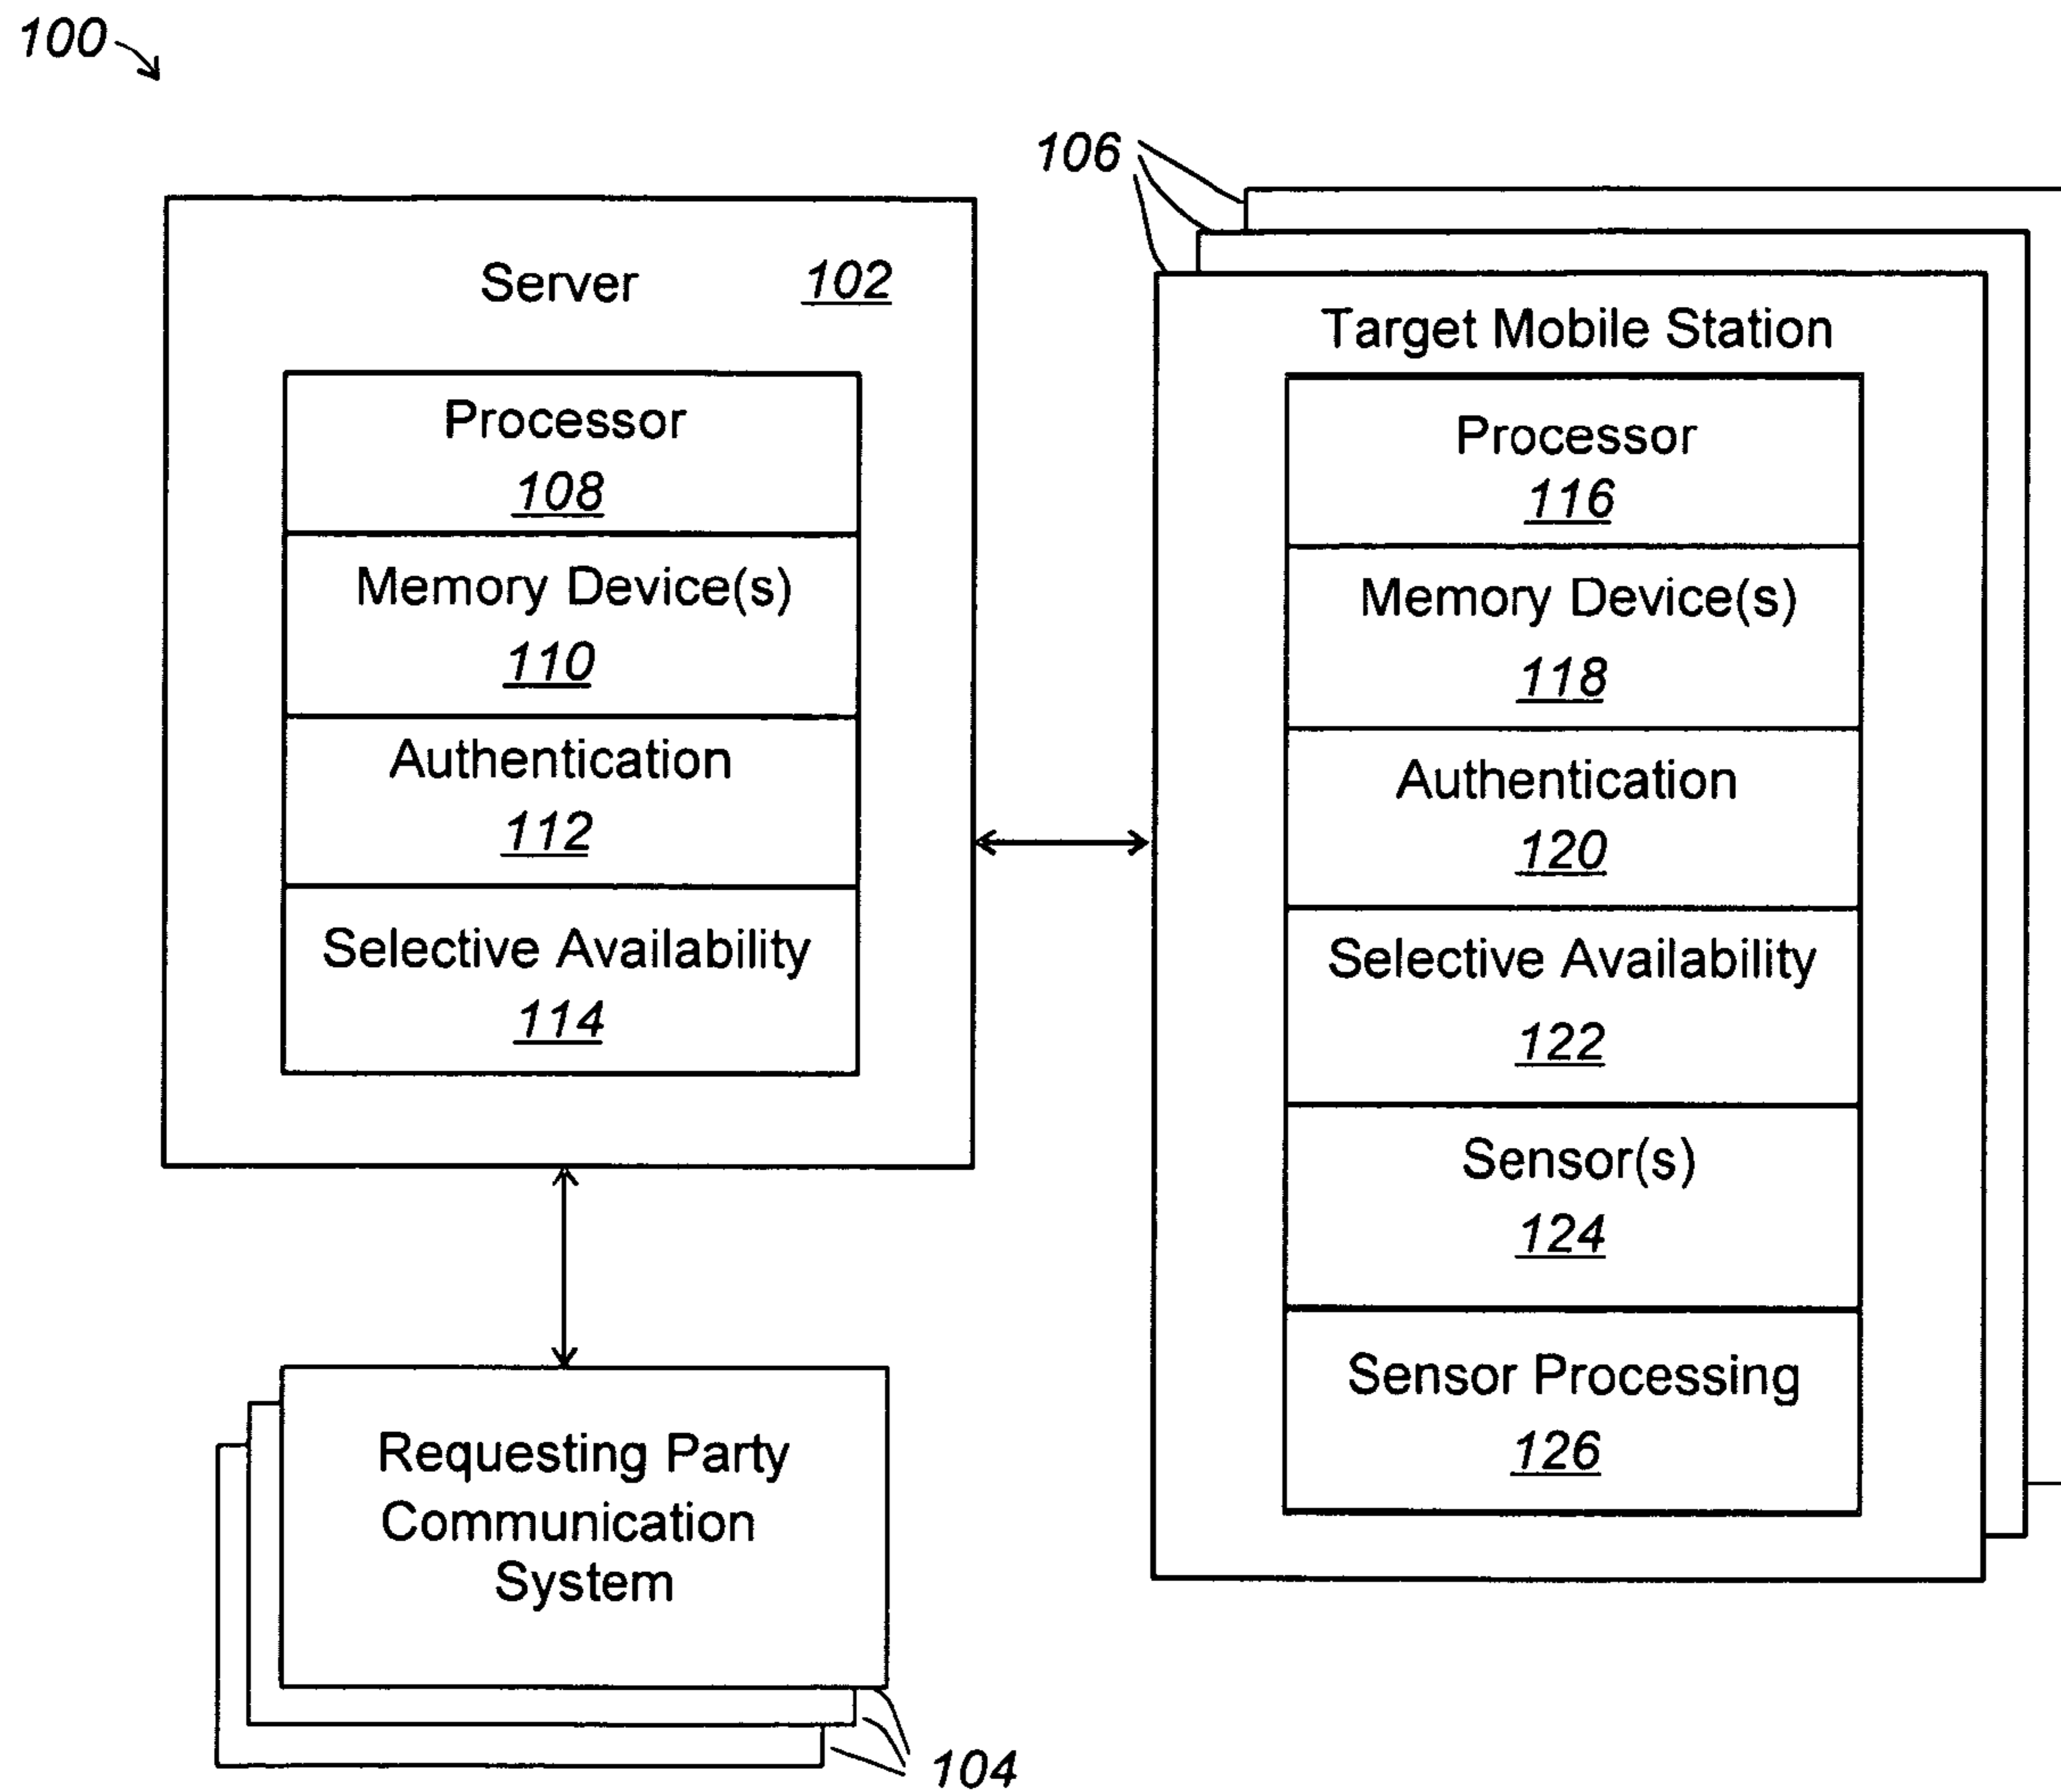 100
106
Server 102
Processor
108
Memory Device(s)
110
Authentication
112
Selective Availability
114
Target Mobile Station
Processor
116
Memory Device(s)
118
Authentication
120
Selective Availability
122
Sensor(s)
124
Sensor Processing
126
Requesting Party
Communication
System
104